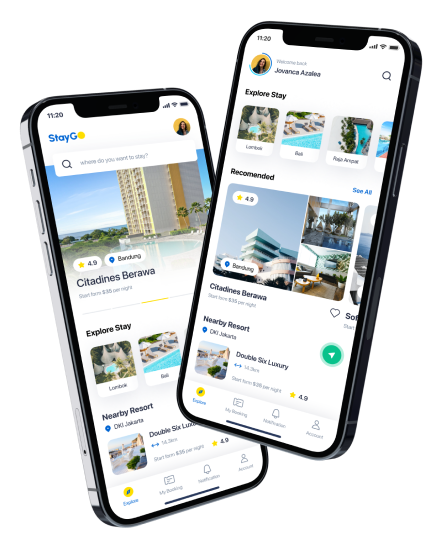 11:20
StayGo
where do you want to stay?
4.9
Bandung
Citadines Berawa
Start form $35 per night
Explore Stay
Lombok
Bali
Nearby Resort
DKI Jakarta
Double Six Luxu
14.3km
Start form $35 per night
4.9
Explore
My Booking
Notification
Account
11:20
Welcome back
Jovanca Azalea
Explore Stay
Lombok
Bali
Raja Ampat
Recomended
See All
4.9
Bandung
Citadines Berawa
Start form $35 per night
Sof
Start
Nearby Resort
DKI Jakarta
Double Six Luxury
14.3km
Start form $35 per night
4.9
Explore
My Booking
Notification
Account